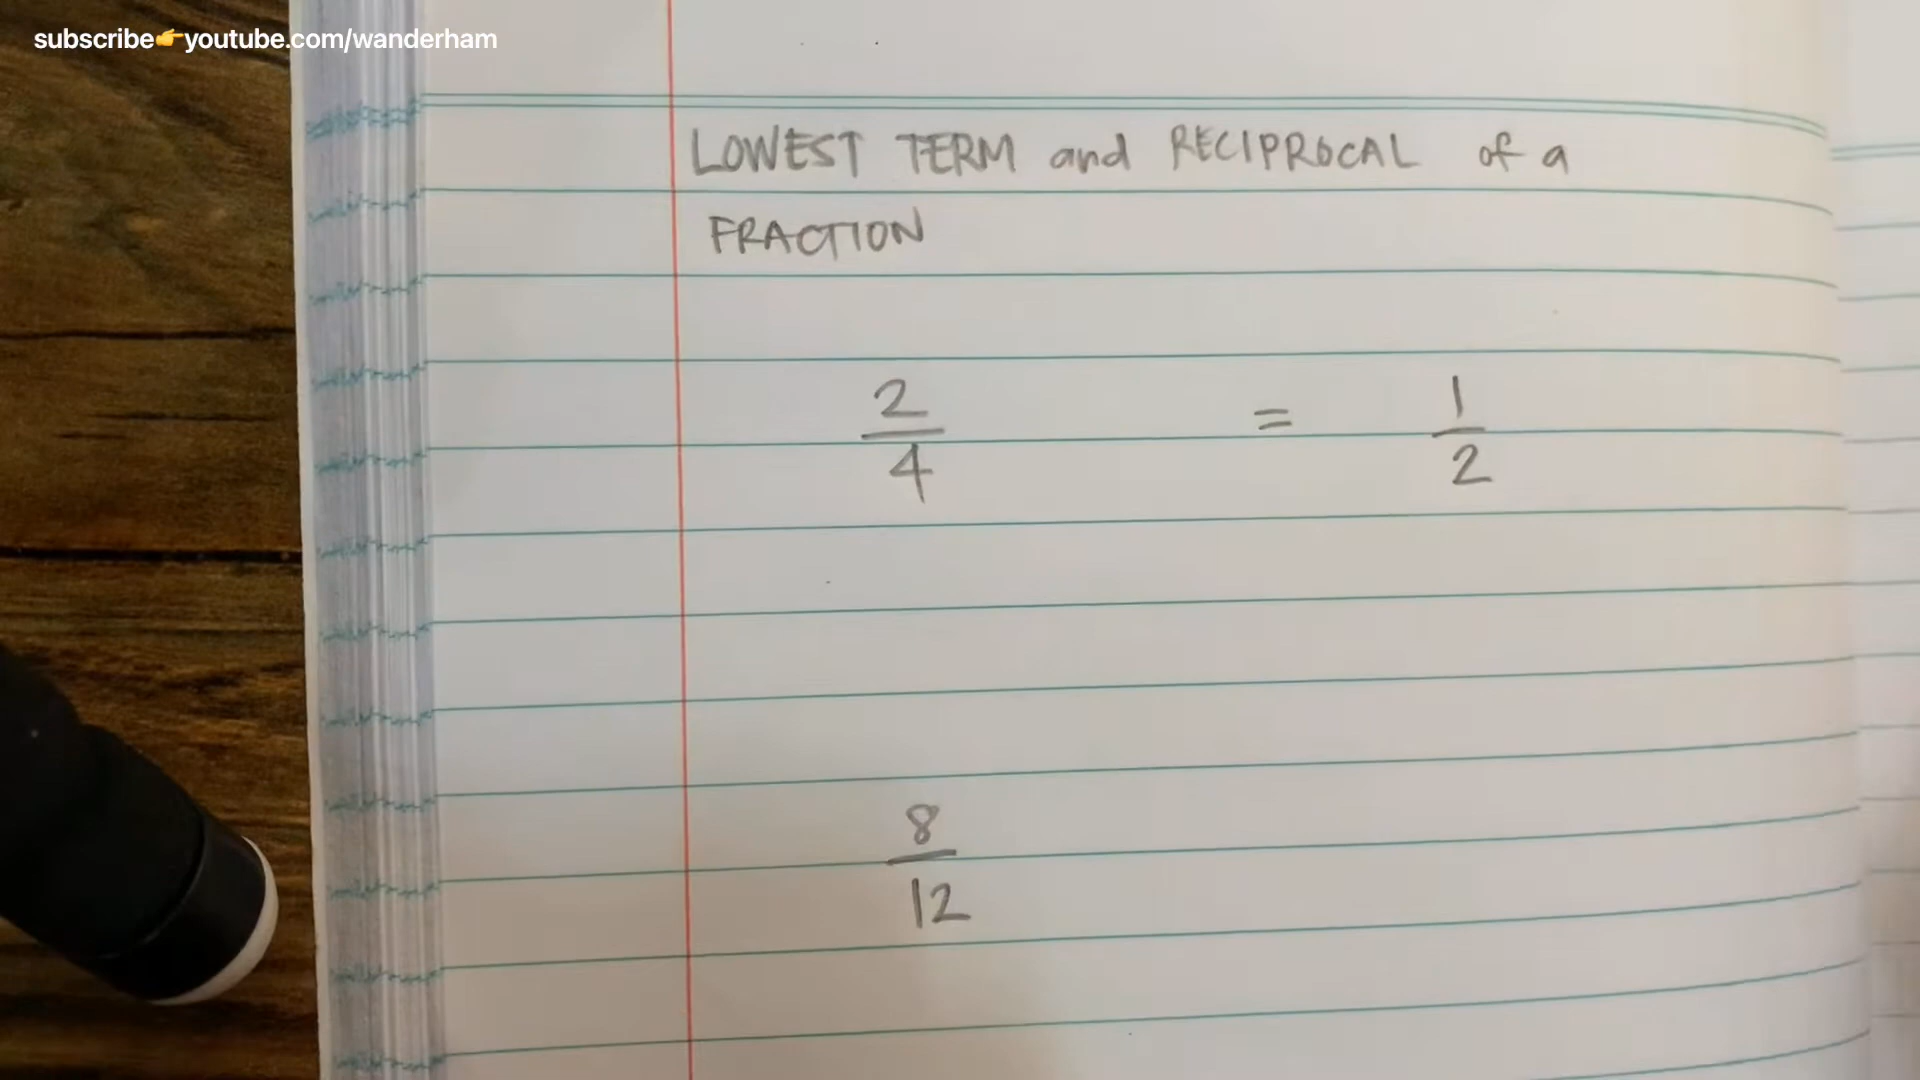 subscribe👉youtube.com/wanderham
LOWEST TERM and RECIPROCAL of a
FRACTION
2/4 = 1/2
8/12